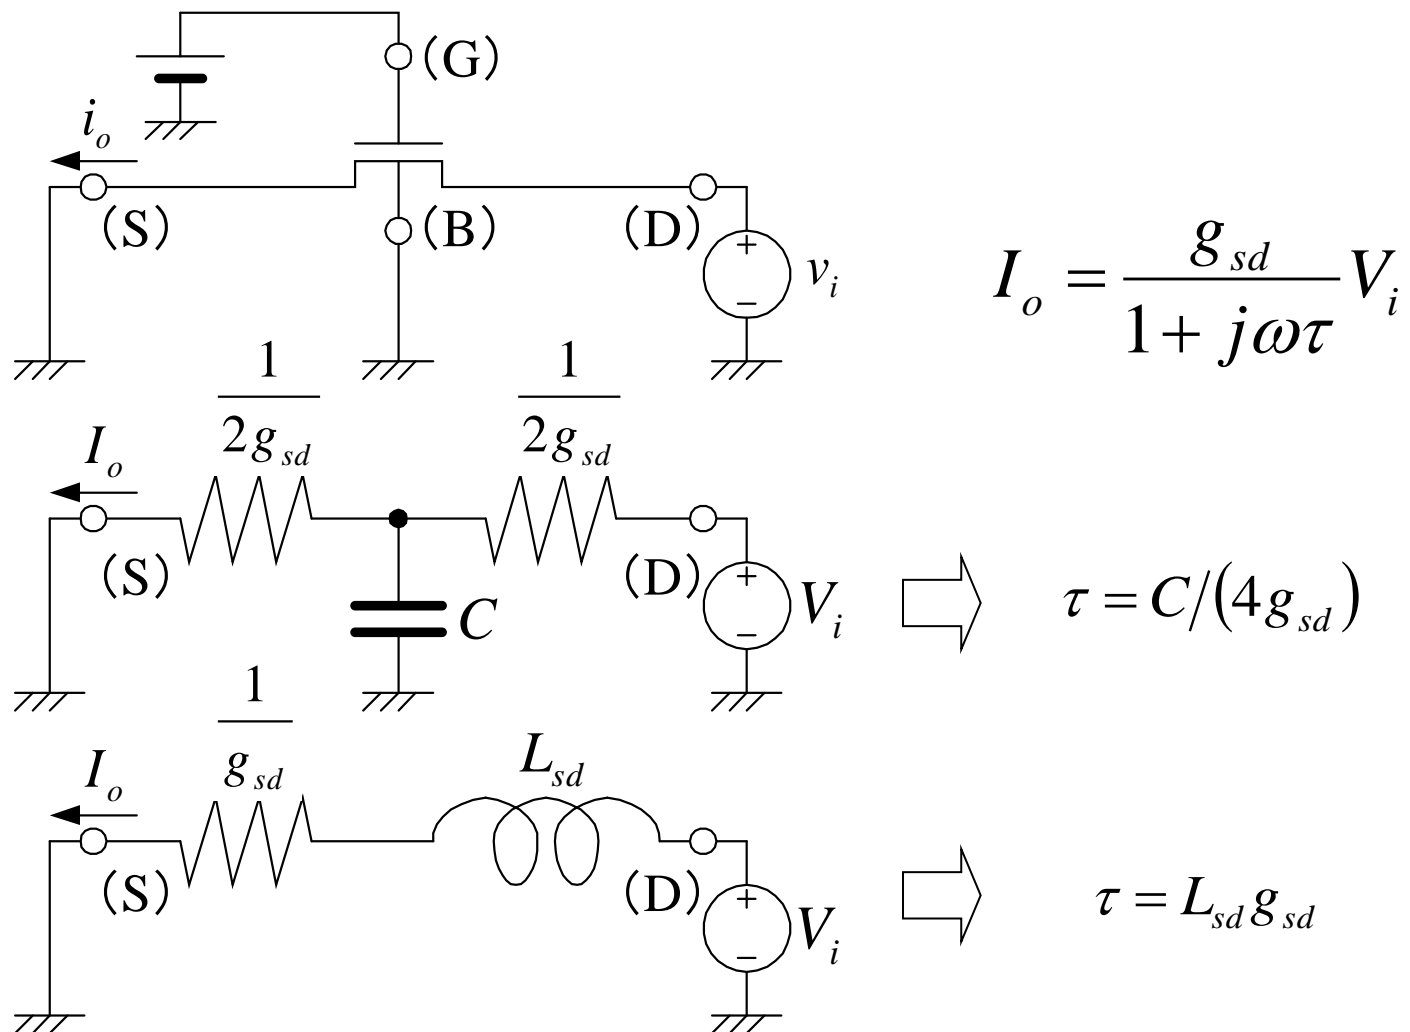 (G)
i_o
(S)
(B)
(D)
+
−
v_i
I_o = g_sd / (1 + jωτ) V_i
1 / (2g_sd)
1 / (2g_sd)
I_o
(S)
C
(D)
+
−
V_i
τ = C/(4g_sd)
1 / g_sd
L_sd
I_o
(S)
(D)
+
−
V_i
τ = L_sd g_sd